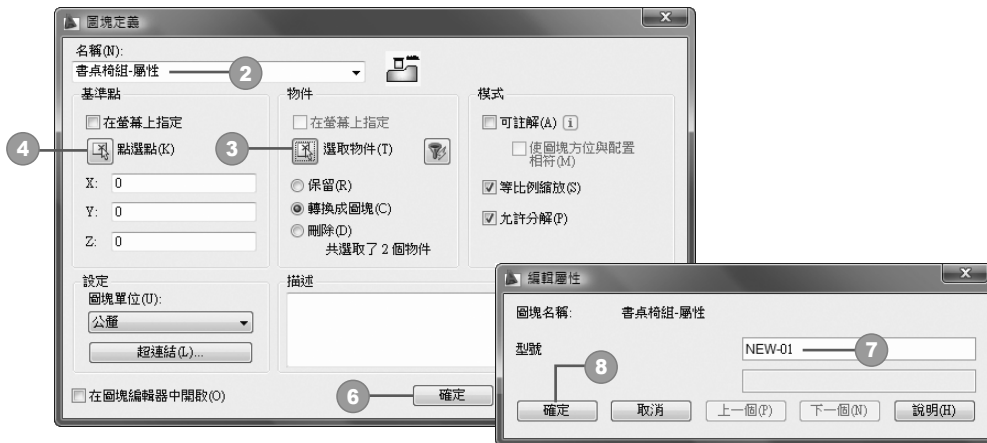 圖塊定義
名稱(N):
書桌椅組-屬性
2
基準點
在螢幕上指定
4
點選點(K)
X: 0
Y: 0
Z: 0
物件
在螢幕上指定
3
選取物件(T)
保留(R)
轉換成圖塊(C)
刪除(D)
共選取了 2 個物件
模式
可註解(A)
使圖塊方位與配置
相符(M)
等比例縮放(S)
允許分解(P)
設定
圖塊單位(U):
公釐
超連結(L)...
描述
在圖塊編輯器中開啟(O)
6
確定
編輯屬性
圖塊名稱: 書桌椅組-屬性
型號
NEW-01
7
8
確定
取消
上一個(P)
下一個(N)
說明(H)